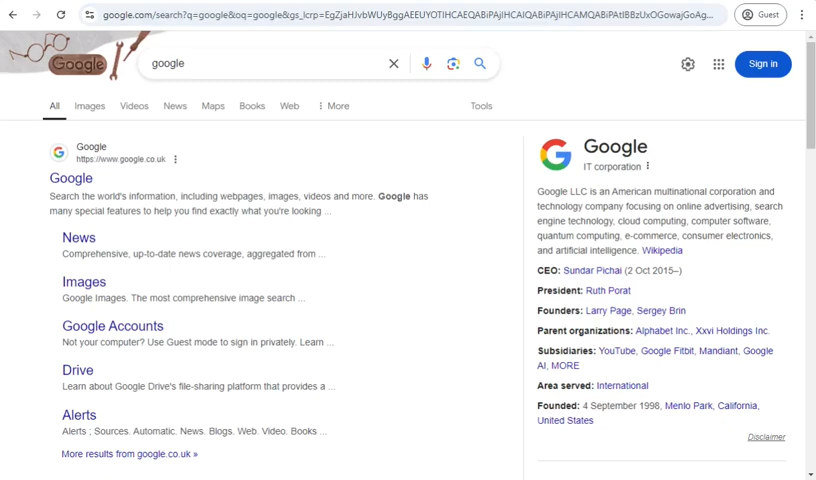 google.com/search?q=google&oq=google&gs_lcrp=EgZjaHJvbWUyBggAEEUYOTIHCAEQABiPAjIHCAIQABiPAjIHCAMQABiPAtIBBzUxOGowajGoAg...
Guest
Google
google
Sign in
All
Images
Videos
News
Maps
Books
Web
More
Tools
Google
https://www.google.co.uk
Google
Search the world's information, including webpages, images, videos and more. Google has
many special features to help you find exactly what you're looking ...
News
Comprehensive, up-to-date news coverage, aggregated from ...
Images
Google Images. The most comprehensive image search ...
Google Accounts
Not your computer? Use Guest mode to sign in privately. Learn ...
Drive
Learn about Google Drive's file-sharing platform that provides a ...
Alerts
Alerts ; Sources. Automatic. News. Blogs. Web. Video. Books ...
More results from google.co.uk »
Google
IT corporation
Google LLC is an American multinational corporation and
technology company focusing on online advertising, search
engine technology, cloud computing, computer software,
quantum computing, e-commerce, consumer electronics,
and artificial intelligence. Wikipedia
CEO: Sundar Pichai (2 Oct 2015–)
President: Ruth Porat
Founders: Larry Page, Sergey Brin
Parent organizations: Alphabet Inc., Xxvi Holdings Inc.
Subsidiaries: YouTube, Google Fitbit, Mandiant, Google
AI, MORE
Area served: International
Founded: 4 September 1998, Menlo Park, California,
United States
Disclaimer